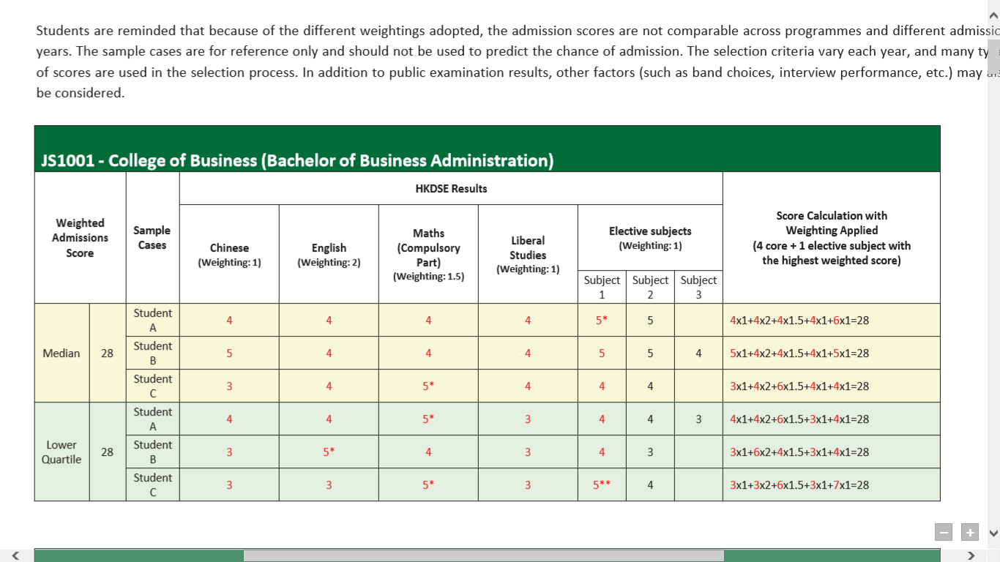 Students are reminded that because of the different weightings adopted, the admission scores are not comparable across programmes and different
years. The sample cases are for reference only and should not be used to predict the chance of admission. The selection criteria vary each year, and many
of scores are used in the selection process. In addition to public examination results, other factors (such as band choices, interview performance, etc.) may
be considered.
JS1001 - College of Business (Bachelor of Business Administration)
HKDSE Results
Weighted
Admissions
Score
Sample
Cases
Chinese
(Weighting: 1)
English
(Weighting: 2)
Maths
(Compulsory
Part)
(Weighting: 1.5)
Liberal
Studies
(Weighting: 1)
Elective subjects
(Weighting: 1)
Subject
1
Subject
2
Subject
3
Score Calculation with
Weighting Applied
(4 core + 1 elective subject with
the highest weighted score)
Median 28
Student
A
4 4 4 4 5* 5 4x1+4x2+4x1.5+4x1+6x1=28
Student
B
5 4 4 4 5 5 4 5x1+4x2+4x1.5+4x1+5x1=28
Student
C
3 4 5* 4 4 4 3x1+4x2+6x1.5+4x1+4x1=28
Lower
Quartile
28
Student
A
4 4 5* 3 4 4 3 4x1+4x2+6x1.5+3x1+4x1=28
Student
B
3 5* 4 3 4 3 3x1+6x2+4x1.5+3x1+4x1=28
Student
C
3 3 5* 3 5** 4 3x1+3x2+6x1.5+3x1+7x1=28